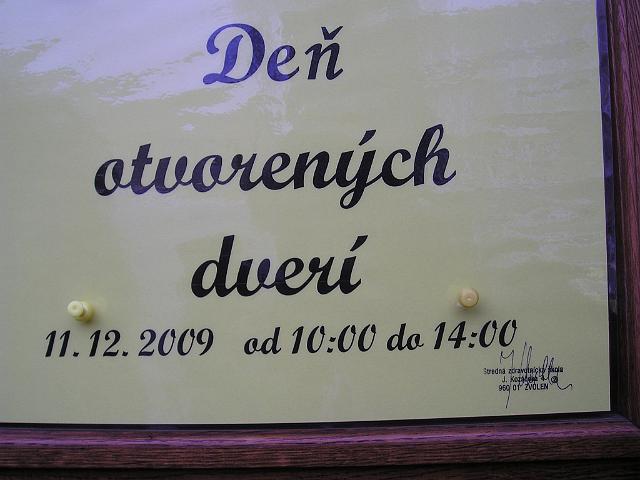 Deň
otvorených
dverí
11. 12. 2009 od 10:00 do 14:00
Stredná zdravotnícka škola
J. Kozáčeka 4
960 01 ZVOLEN